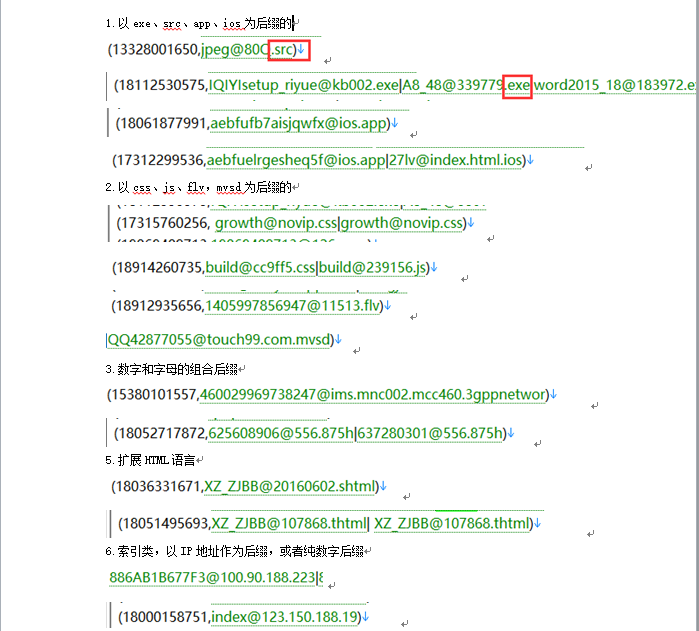 1.以 exe、src、app、ios 为后缀的
(13328001650,jpeg@80C.src)↓
(18112530575,IQIYIsetup_riyue@kb002.exe|A8_48@339779.exe word2015_18@183972.e
(18061877991,aebfufb7aisjqwfx@ios.app)↓
(17312299536,aebfuelrgesheq5f@ios.app|27lv@index.html.ios)↓
2.以 css、js、flv，mvsd 为后缀的
(17315760256, growth@novip.css|growth@novip.css)↓
(18914260735,build@cc9ff5.css|build@239156.js)↓
(18912935656,1405997856947@11513.flv)↓
|QQ42877055@touch99.com.mvsd)↓
3.数字和字母的组合后缀
(15380101557,460029969738247@ims.mnc002.mcc460.3gppnetwor)↓
(18052717872,625608906@556.875h|637280301@556.875h)↓
5.扩展 HTML 语言
(18036331671,XZ_ZJBB@20160602.shtml)↓
(18051495693,XZ_ZJBB@107868.thtml| XZ_ZJBB@107868.thtml)↓
6.索引类，以 IP 地址作为后缀，或者纯数字后缀
886AB1B677F3@100.90.188.223|
(18000158751,index@123.150.188.19)↓